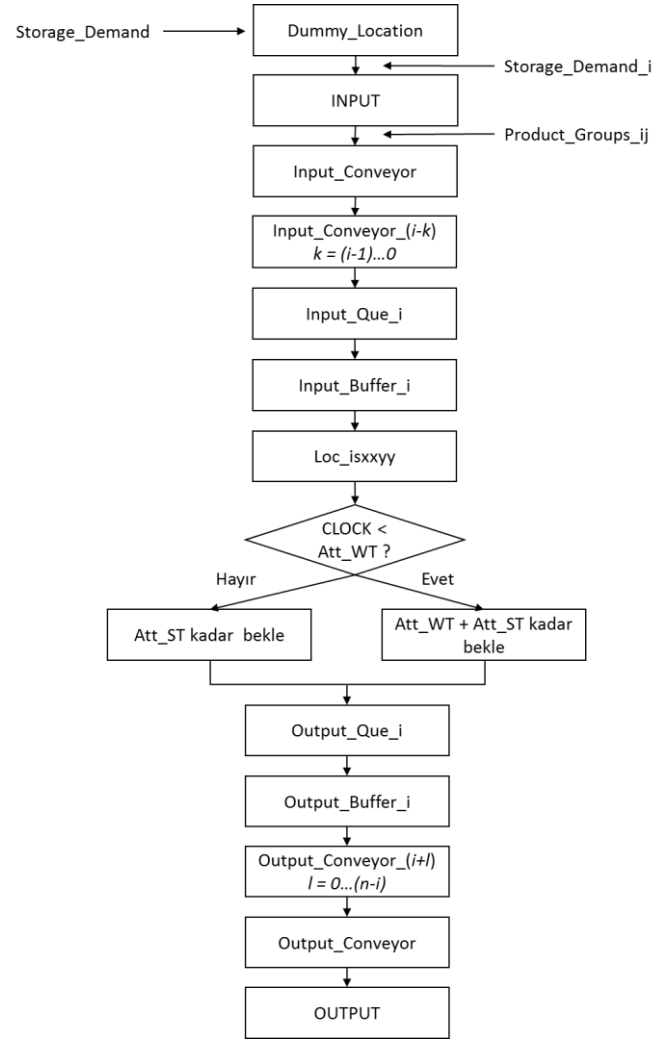 Storage_Demand
Dummy_Location
Storage_Demand_i
INPUT
Product_Groups_ij
Input_Conveyor
Input_Conveyor_(i-k)
k = (i-1)...0
Input_Que_i
Input_Buffer_i
Loc_isxxyy
CLOCK <
Att_WT ?
Hayır
Evet
Att_ST kadar bekle
Att_WT + Att_ST kadar
bekle
Output_Que_i
Output_Buffer_i
Output_Conveyor_(i+l)
l = 0...(n-i)
Output_Conveyor
OUTPUT